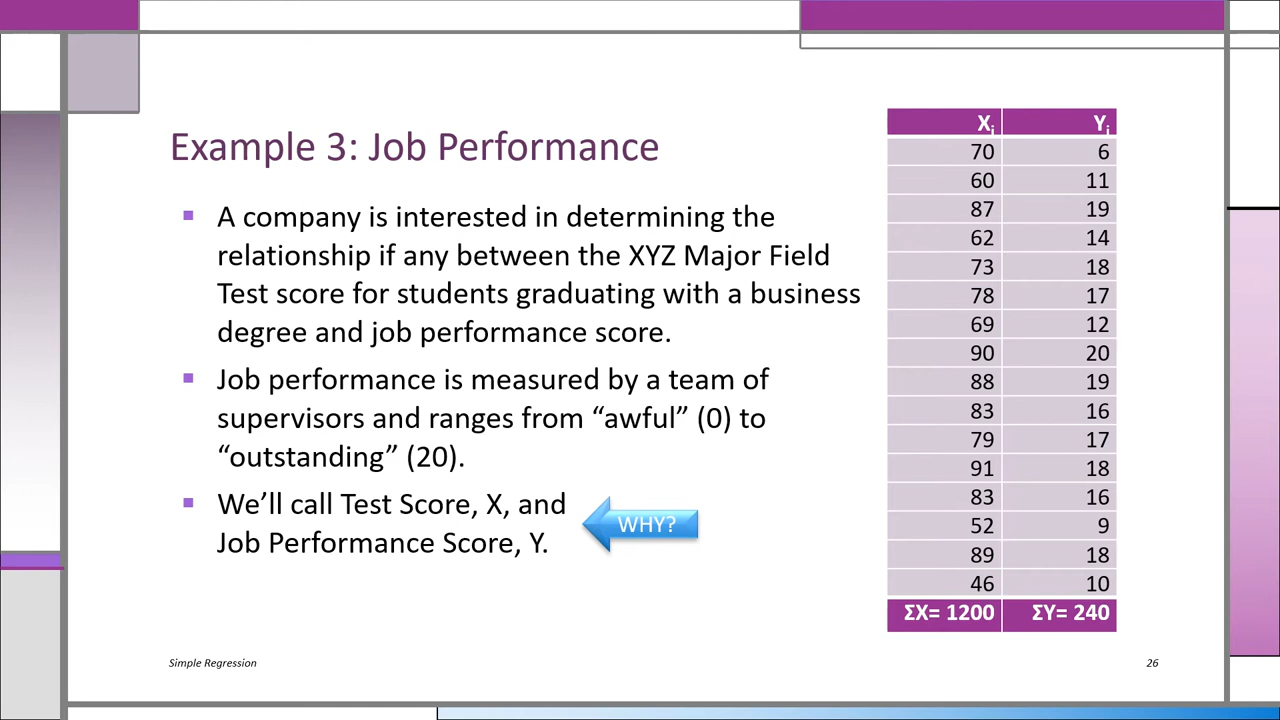 Example 3: Job Performance
A company is interested in determining the
relationship if any between the XYZ Major Field
Test score for students graduating with a business
degree and job performance score.
Job performance is measured by a team of
supervisors and ranges from “awful” (0) to
“outstanding” (20).
We’ll call Test Score, X, and
Job Performance Score, Y.
WHY?
Xi Yi
70 6
60 11
87 19
62 14
73 18
78 17
69 12
90 20
88 19
83 16
79 17
91 18
83 16
52 9
89 18
46 10
ΣX= 1200 ΣY= 240
Simple Regression
26